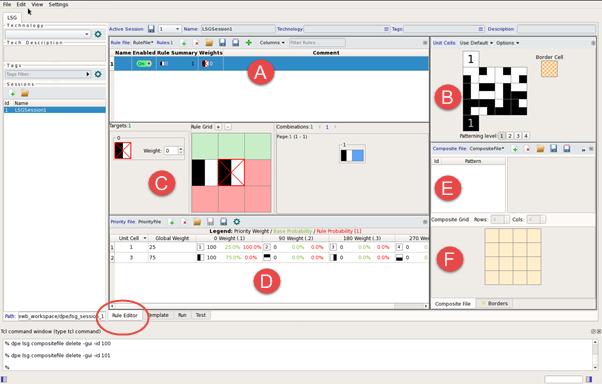 File Edit View Settings
LSG
Technology
Tech Description
Tags
Tags Filter:
Sessions
Id Name
1 LSGSession1
Path: jrwb_workspace/dpe/lsg_session_1
Active Session: 1 Name: LSGSession1 Technology: Tags: Description:
Rule File: RuleFile* Rules:1 Columns Rule Filter:
Name Enabled Rule Summary Weights Comment
1 On 1
A
Targets:1
0
Weight: 0
C
Rule Grid + -
Combinations:1 1
Page:1 (1 - 1)
1
Priority File: PriorityFile
Legend: Priority Weight / Base Probability / Rule Probability [1]
Unit Cell Global Weight 0 Weight (.1) 90 Weight (.2) 180 Weight (.3) 270 Wei
1 1 25 1 100 25.0% 100.0% 2 0 0.0% 0.0% 3 0 0.0% 0.0% 4 0
2 3 75 100 75.0% 0.0% 0 0.0% 0.0% 0 0.0% 0.0% 0
D
Rule Editor Template Run Test
Unit Cells: Use Default Options
1
Border Cell
B
1
Patterning level: 1 2 3 4
Composite File: CompositeFile*
Id Pattern
E
Composite Grid Rows: Cols:
F
Composite File Borders
Tcl command window (type tcl command)
% dpe lsg compositefile delete -gui -id 100
% dpe lsg compositefile delete -gui -id 101
%